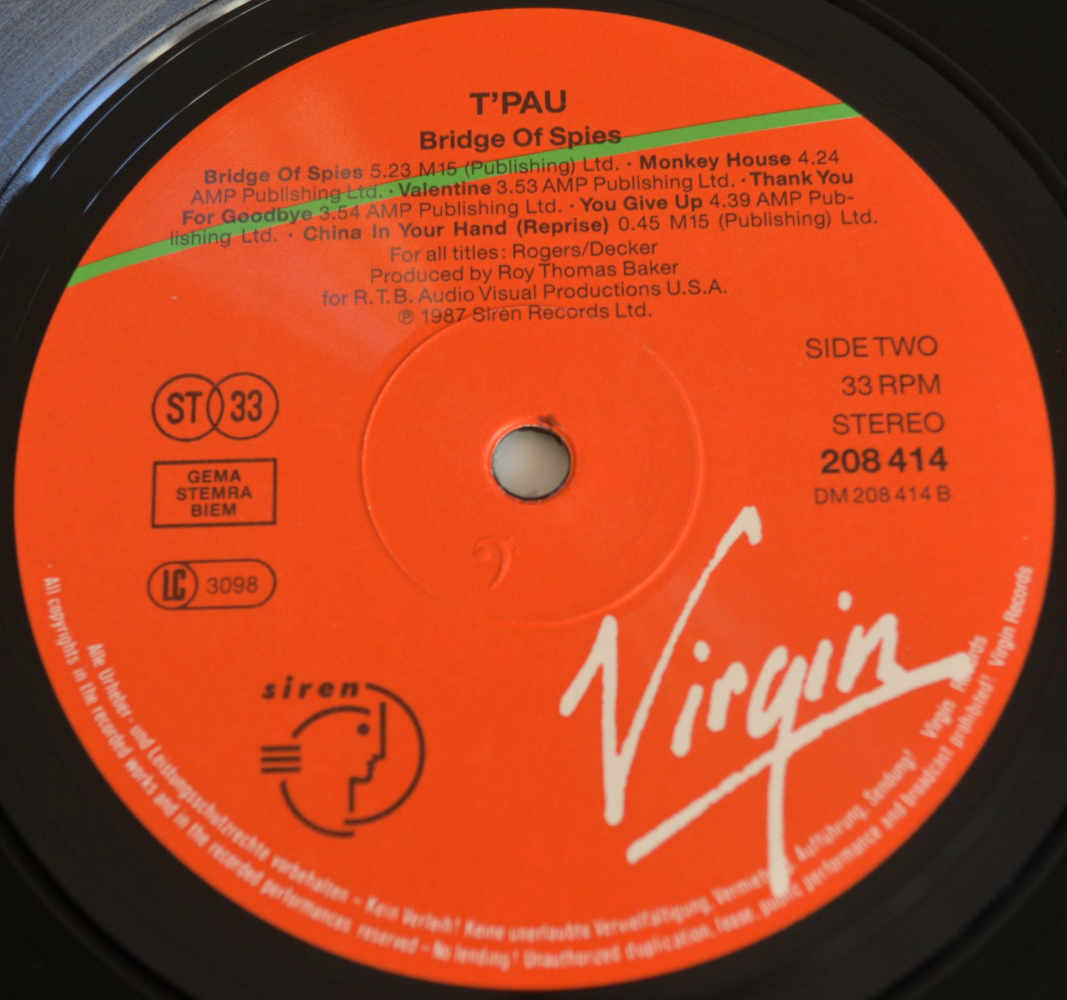 T'PAU
Bridge Of Spies
Bridge Of Spies 5.23 M15 (Publishing) Ltd. · Monkey House 4.24
AMP Publishing Ltd. · Valentine 3.53 AMP Publishing Ltd. · Thank You
For Goodbye 3.54 AMP Publishing Ltd. · You Give Up 4.39 AMP Pub-
lishing Ltd. · China In Your Hand (Reprise) 0.45 M15 (Publishing) Ltd.
For all titles: Rogers/Decker
Produced by Roy Thomas Baker
for R.T.B. Audio Visual Productions U.S.A.
℗ 1987 Siren Records Ltd.
SIDE TWO
33 RPM
STEREO
208 414
DM 208 414 B
ST 33
GEMA
STEMRA
BIEM
LC 3098
siren
Virgin
Alle Urheber- und Leistungsschutzrechte vorbehalten - Kein Verleih! Keine unerlaubte Vervielfältigung, Vermietung, Aufführung, Sendung! Virgin Records
All copyrights in the recorded works and in the recorded performances reserved - No lending! Unauthorized duplication, lease, public performance and broadcast prohibited! Virgin Records